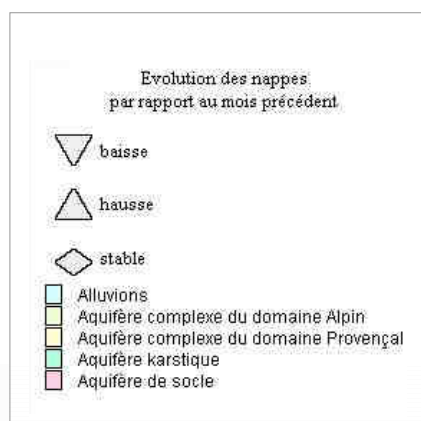 Evolution des nappes
par rapport au mois précédent
baisse
hausse
stable
Alluvions
Aquifère complexe du domaine Alpin
Aquifère complexe du domaine Provençal
Aquifère karstique
Aquifère de socle